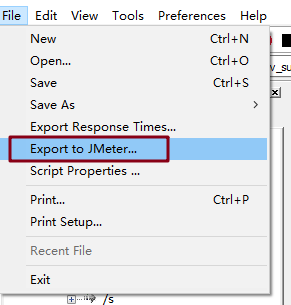 File Edit View Tools Preferences Help
New Ctrl+N
Open... Ctrl+O
v_su
Save Ctrl+S
Save As
Export Response Times...
Export to JMeter...
Script Properties ...
Print... Ctrl+P
Print Setup...
Recent File
Exit
/s